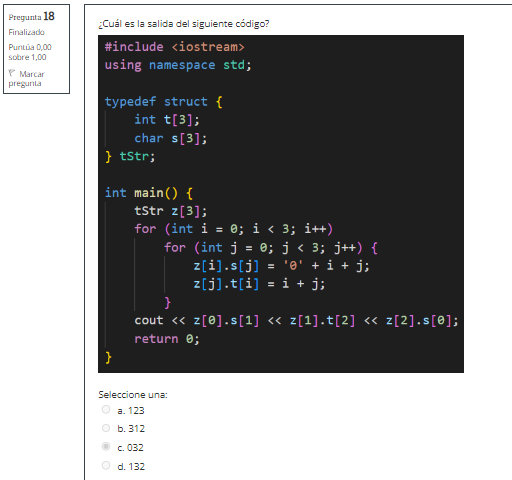 Pregunta 18
Finalizado
Puntúa 0,00
sobre 1,00
Marcar
pregunta
¿Cuál es la salida del siguiente código?
#include <iostream>
using namespace std;
typedef struct {
int t[3];
char s[3];
} tStr;
int main() {
tStr z[3];
for (int i = 0; i < 3; i++)
for (int j = 0; j < 3; j++) {
z[i].s[j] = '0' + i + j;
z[j].t[i] = i + j;
}
cout << z[0].s[1] << z[1].t[2] << z[2].s[0];
return 0;
}
Seleccione una:
a. 123
b. 312
c. 032
d. 132